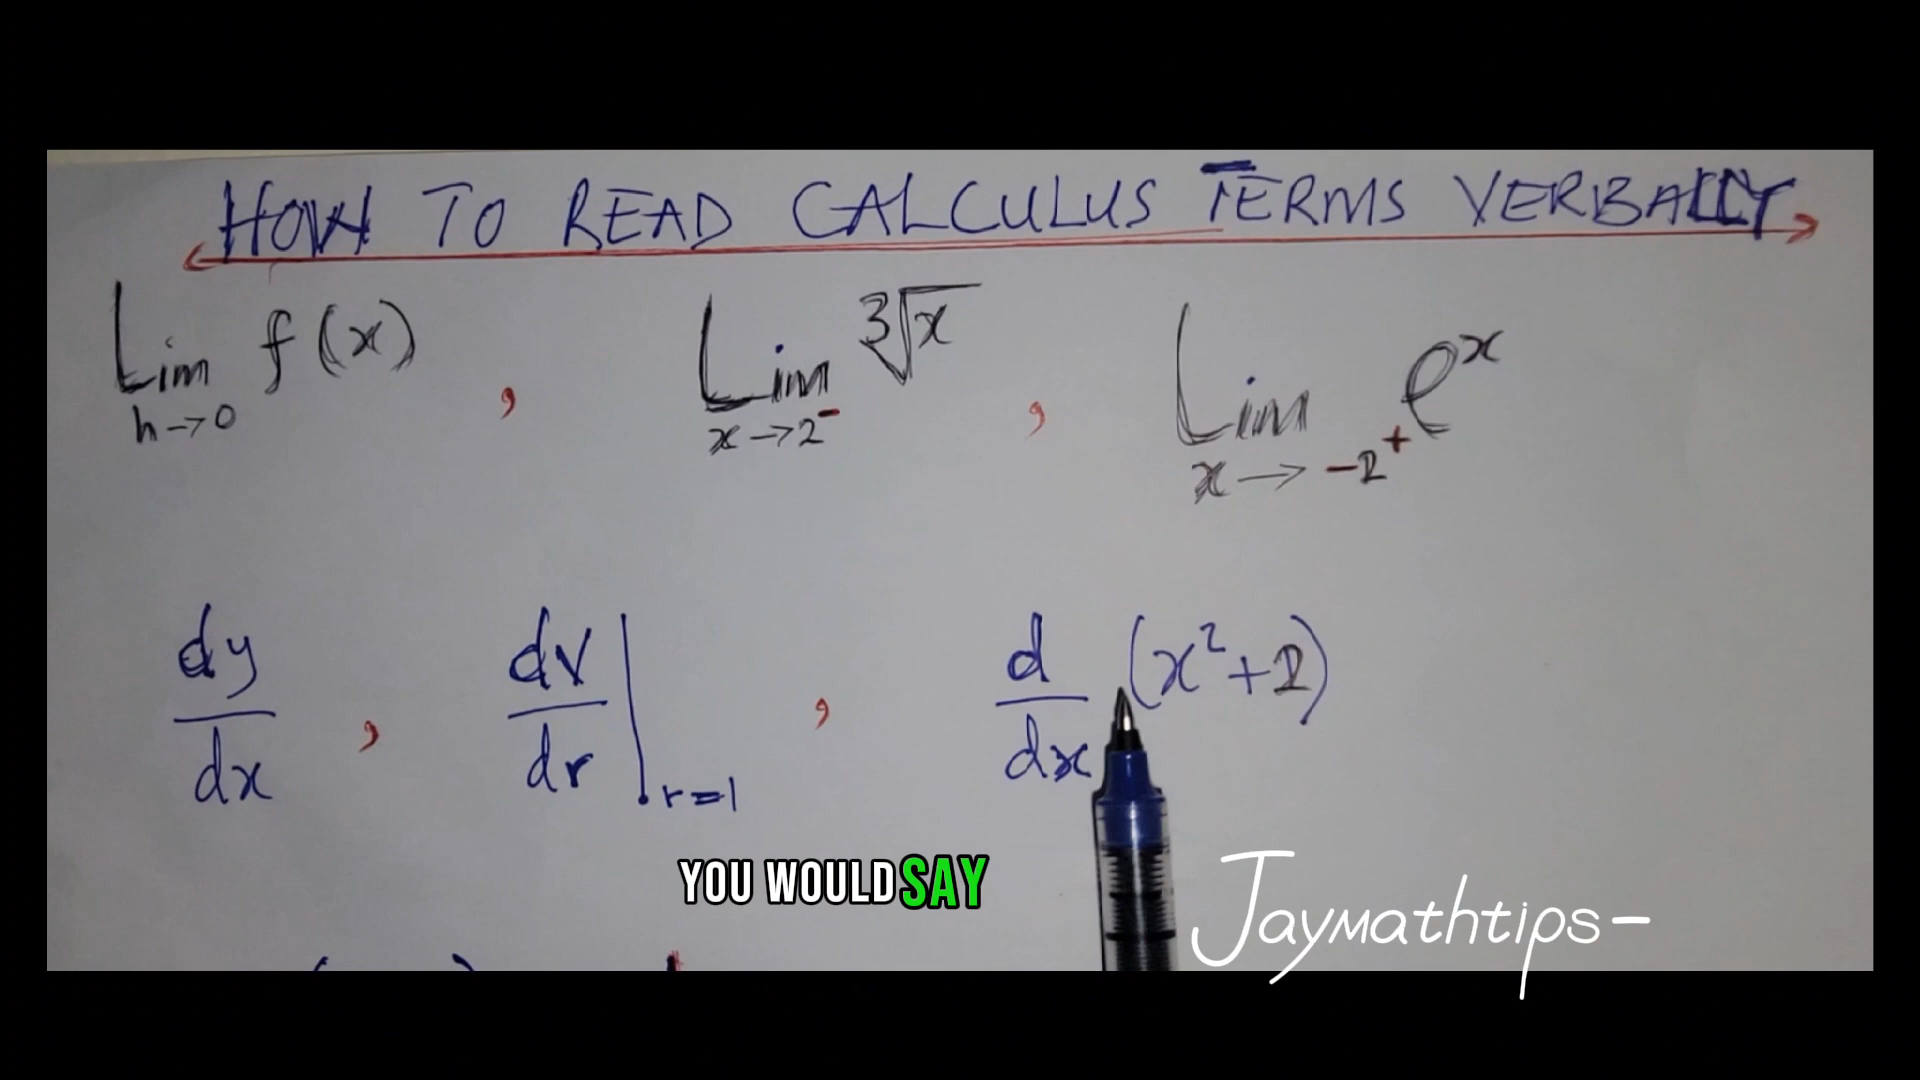 HOW TO READ CALCULUS TERMS VERBALLY
Lim f(x) , Lim ∛x , Lim eˣ
h→0 x→2⁻ x→-2⁺
dy/dx , dv/dr |r=1 , d/dx (x²+2)
YOU WOULD SAY
Jaymathtips-